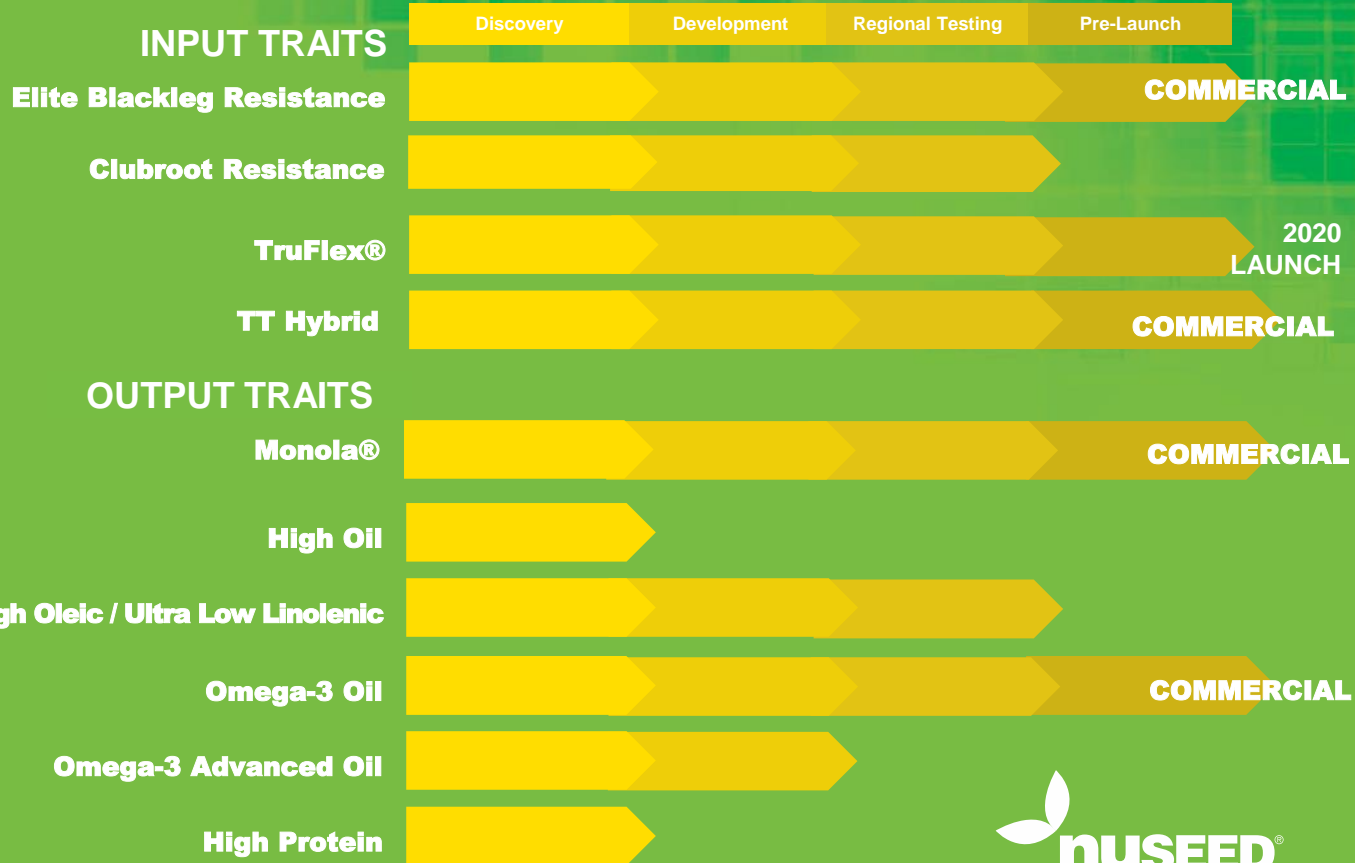 Discovery Development Regional Testing Pre-Launch
INPUT TRAITS
Elite Blackleg Resistance COMMERCIAL
Clubroot Resistance
TruFlex® 2020
LAUNCH
TT Hybrid COMMERCIAL
OUTPUT TRAITS
Monola® COMMERCIAL
High Oil
gh Oleic / Ultra Low Linolenic
Omega-3 Oil COMMERCIAL
Omega-3 Advanced Oil
High Protein
nuseed®